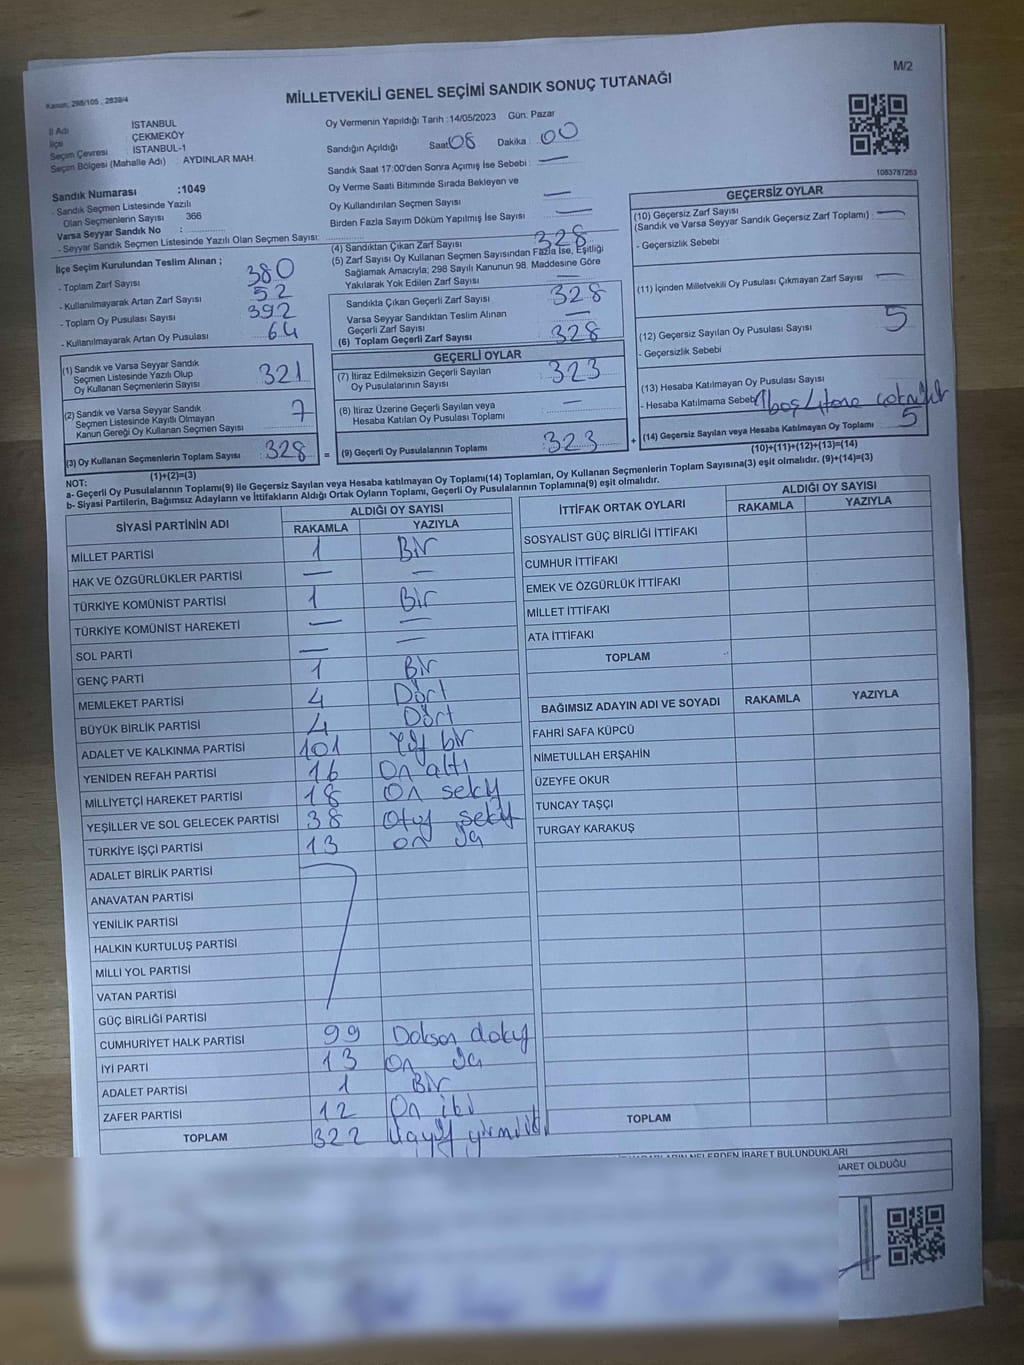 M/2
Kanun, 298/105 , 2839/4
MİLLETVEKİLİ GENEL SEÇİMİ SANDIK SONUÇ TUTANAĞI
İl Adı İSTANBUL
İlçe ÇEKMEKÖY
Seçim Çevresi İSTANBUL-1
Seçim Bölgesi (Mahalle Adı) : AYDINLAR MAH.
Sandık Numarası :1049
- Sandık Seçmen Listesinde Yazılı
Olan Seçmenlerin Sayısı 366
Varsa Seyyar Sandık No :
- Seyyar Sandık Seçmen Listesinde Yazılı Olan Seçmen Sayısı:
Oy Vermenin Yapıldığı Tarih :14/05/2023 Gün: Pazar
Sandığın Açıldığı Saat 08 Dakika : 00
Sandık Saat 17:00'den Sonra Açımış İse Sebebi : —
Oy Verme Saati Bitiminde Sırada Bekleyen ve
Oy Kullandırılan Seçmen Sayısı —
Birden Fazla Sayım Döküm Yapılmış İse Sayısı —
1083787263
İlçe Seçim Kurulundan Teslim Alınan ;
- Toplam Zarf Sayısı 380
- Kullanılmayarak Artan Zarf Sayısı 52
- Toplam Oy Pusulası Sayısı 392
- Kullanılmayarak Artan Oy Pusulası 64
(1) Sandık ve Varsa Seyyar Sandık
Seçmen Listesinde Yazılı Olup
Oy Kullanan Seçmenlerin Sayısı 321
(2) Sandık ve Varsa Seyyar Sandık
Seçmen Listesinde Kayıtlı Olmayan
Kanun Gereği Oy Kullanan Seçmen Sayısı 7
(3) Oy Kullanan Seçmenlerin Toplam Sayısı 328 =
(1)+(2)=(3)
(4) Sandıktan Çıkan Zarf Sayısı 328
(5) Zarf Sayısı Oy Kullanan Seçmen Sayısından Fazla İse, Eşitliği
Sağlamak Amacıyla; 298 Sayılı Kanunun 98. Maddesine Göre
Yakılarak Yok Edilen Zarf Sayısı —
Sandıkta Çıkan Geçerli Zarf Sayısı 328
Varsa Seyyar Sandıktan Teslim Alınan
Geçerli Zarf Sayısı —
(6) Toplam Geçerli Zarf Sayısı 328
GEÇERLİ OYLAR
(7) İtiraz Edilmeksizin Geçerli Sayılan
Oy Pusulalarının Sayısı 323
(8) İtiraz Üzerine Geçerli Sayılan veya
Hesaba Katılan Oy Pusulası Toplamı —
(9) Geçerli Oy Pusulalarının Toplamı 323 +
GEÇERSİZ OYLAR
(10) Geçersiz Zarf Sayısı
(Sandık ve Varsa Seyyar Sandık Geçersiz Zarf Toplamı) —
- Geçersizlik Sebebi
(11) İçinden Milletvekili Oy Pusulası Çıkmayan Zarf Sayısı —
(12) Geçersiz Sayılan Oy Pusulası Sayısı 5
- Geçersizlik Sebebi
(13) Hesaba Katılmayan Oy Pusulası Sayısı
- Hesaba Katılmama Sebebi 1 boş
(14) Geçersiz Sayılan veya Hesaba Katılmayan Oy Toplamı 5
(10)+(11)+(12)+(13)=(14)
NOT:
a- Geçerli Oy Pusulalarının Toplamı(9) ile Geçersiz Sayılan veya Hesaba katılmayan Oy Toplamı(14) Toplamları, Oy Kullanan Seçmenlerin Toplam Sayısına(3) eşit olmalıdır. (9)+(14)=(3)
b- Siyasi Partilerin, Bağımsız Adayların ve İttifakların Aldığı Ortak Oyların Toplamı, Geçerli Oy Pusulalarının Toplamına(9) eşit olmalıdır.
SİYASİ PARTİNİN ADI ALDIĞI OY SAYISI
RAKAMLA YAZIYLA
MİLLET PARTİSİ 1 Bir
HAK VE ÖZGÜRLÜKLER PARTİSİ — —
TÜRKİYE KOMÜNİST PARTİSİ 1 Bir
TÜRKİYE KOMÜNİST HAREKETİ — —
SOL PARTİ — —
GENÇ PARTİ 1 Bir
MEMLEKET PARTİSİ 4 Dört
BÜYÜK BİRLİK PARTİSİ 4 Dört
ADALET VE KALKINMA PARTİSİ 101 Yüz bir
YENİDEN REFAH PARTİSİ 16 On altı
MİLLİYETÇİ HAREKET PARTİSİ 18 On sekiz
YEŞİLLER VE SOL GELECEK PARTİSİ 38 Otuz sekiz
TÜRKİYE İŞÇİ PARTİSİ 13 on üç
ADALET BİRLİK PARTİSİ
ANAVATAN PARTİSİ
YENİLİK PARTİSİ
HALKIN KURTULUŞ PARTİSİ
MİLLİ YOL PARTİSİ
VATAN PARTİSİ
GÜÇ BİRLİĞİ PARTİSİ
CUMHURİYET HALK PARTİSİ 99 Doksan dokuz
İYİ PARTİ 13 On üç
ADALET PARTİSİ 1 Bir
ZAFER PARTİSİ 12 On iki
TOPLAM 322 Üçyüz yirmi iki
İTTİFAK ORTAK OYLARI ALDIĞI OY SAYISI
RAKAMLA YAZIYLA
SOSYALİST GÜÇ BİRLİĞİ İTTİFAKI
CUMHUR İTTİFAKI
EMEK VE ÖZGÜRLÜK İTTİFAKI
MİLLET İTTİFAKI
ATA İTTİFAKI
TOPLAM
BAĞIMSIZ ADAYIN ADI VE SOYADI RAKAMLA YAZIYLA
FAHRİ SAFA KÜPCÜ
NİMETULLAH ERŞAHİN
ÜZEYFE OKUR
TUNCAY TAŞÇI
TURGAY KARAKUŞ
TOPLAM
NELERDEN İBARET BULUNDUKLARI
BARET OLDUĞU